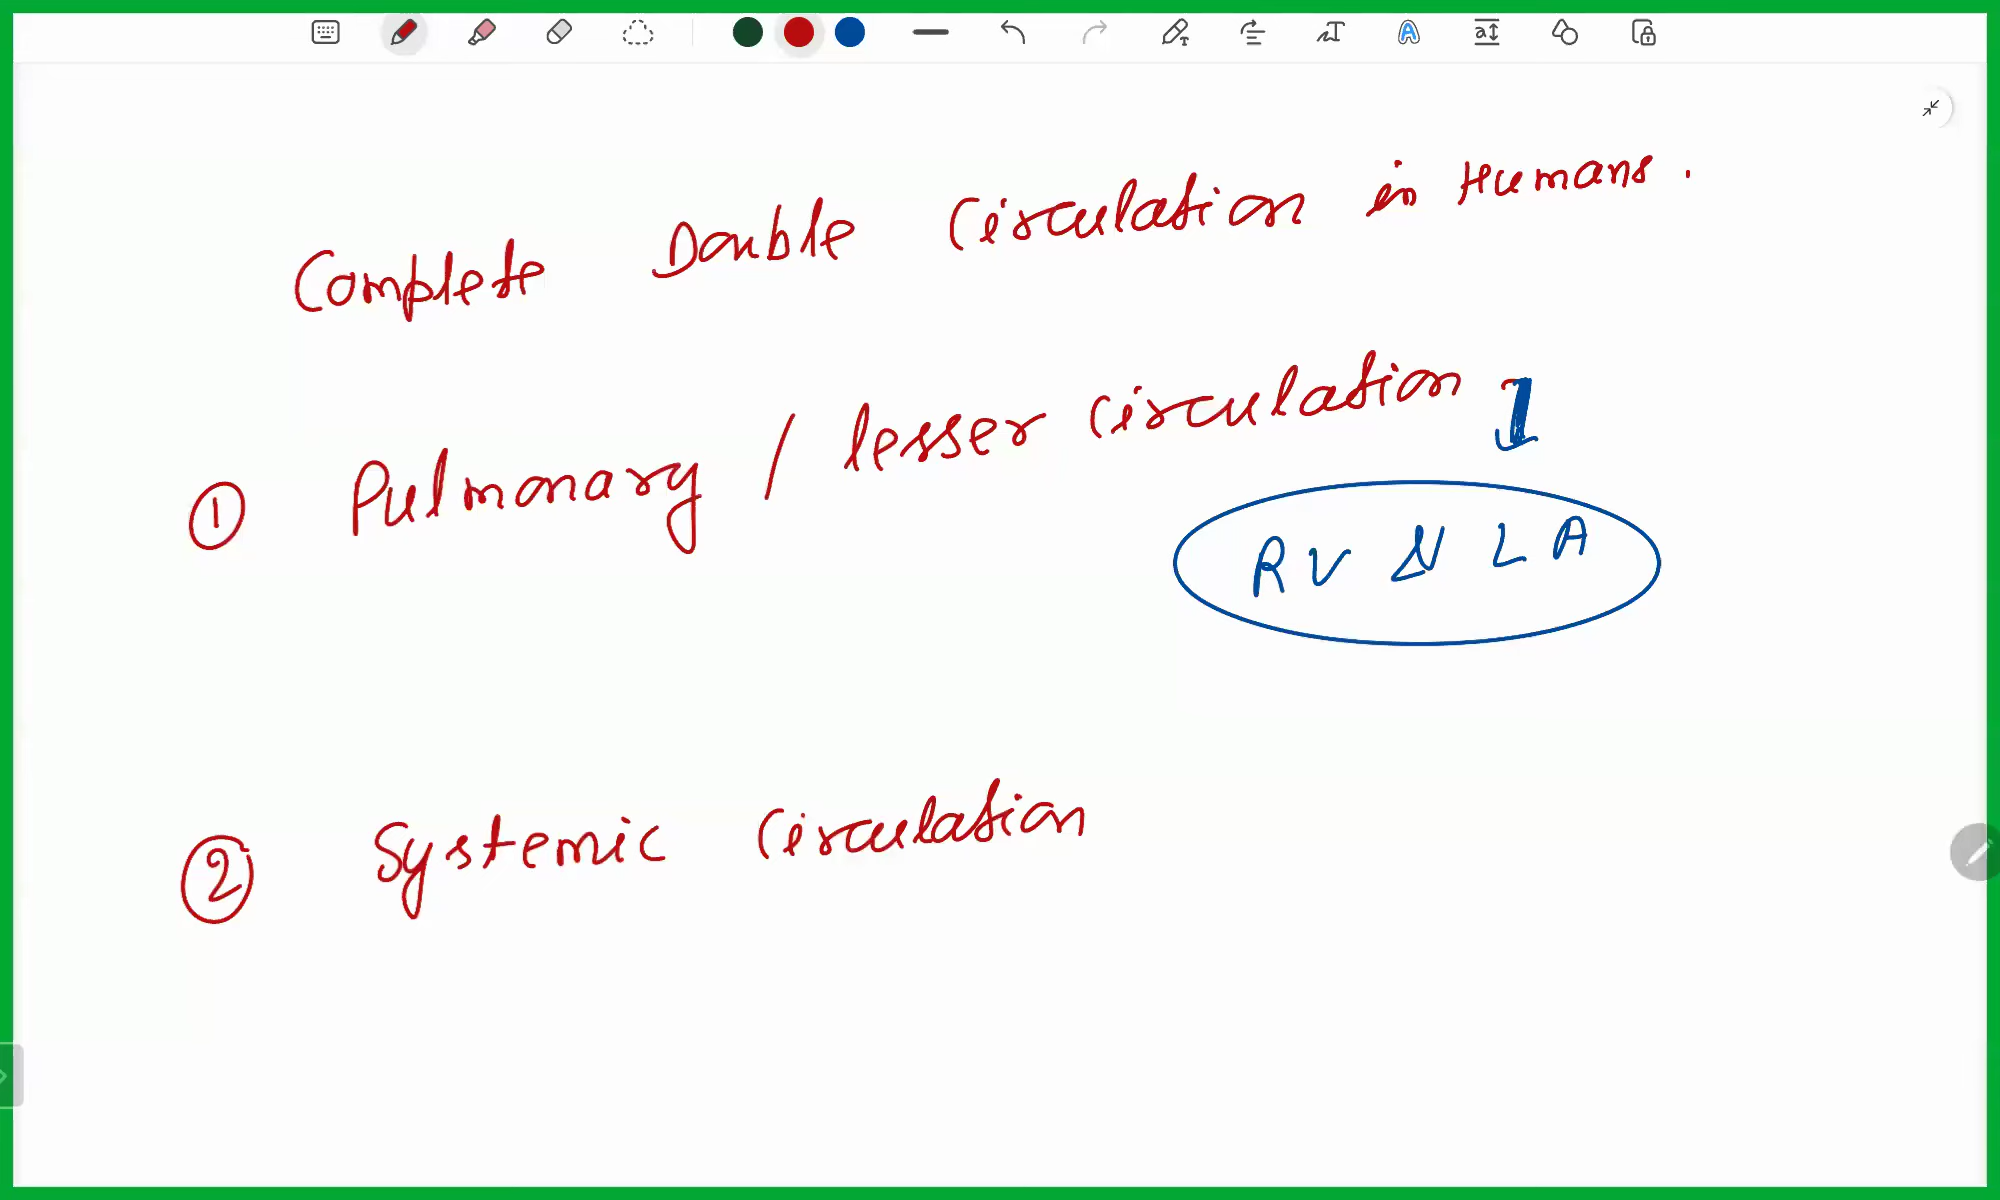 Complete Double Circulation in Humans.
① Pulmonary / lesser circulation
RV & LA
② Systemic Circulation